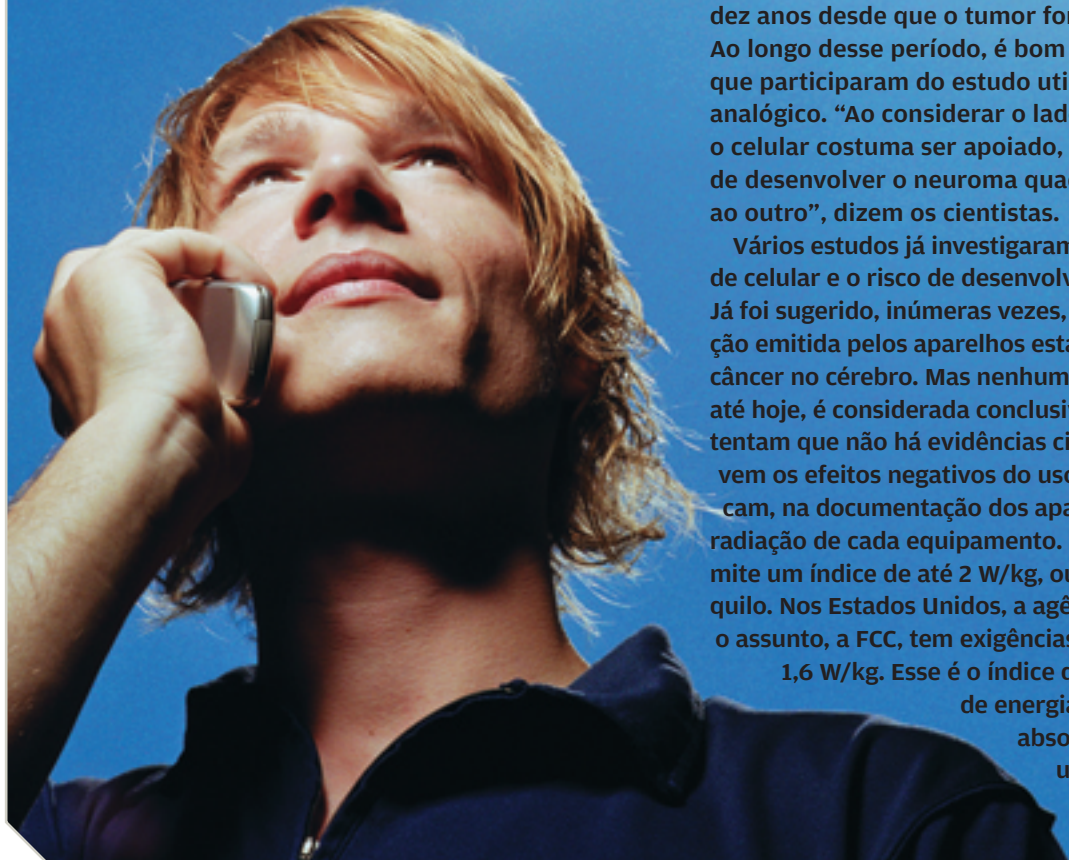 dez anos desde que o tumor for
Ao longo desse período, é bom
que participaram do estudo uti
analógico. “Ao considerar o lad
o celular costuma ser apoiado,
de desenvolver o neuroma qua
ao outro”, dizem os cientistas.
Vários estudos já investigaram
de celular e o risco de desenvolv
Já foi sugerido, inúmeras vezes,
ção emitida pelos aparelhos esta
câncer no cérebro. Mas nenhum
até hoje, é considerada conclusiv
tentam que não há evidências ci
vem os efeitos negativos do uso
cam, na documentação dos apa
radiação de cada equipamento.
mite um índice de até 2 W/kg, ou
quilo. Nos Estados Unidos, a agê
o assunto, a FCC, tem exigências
1,6 W/kg. Esse é o índice
de energia
abso
u